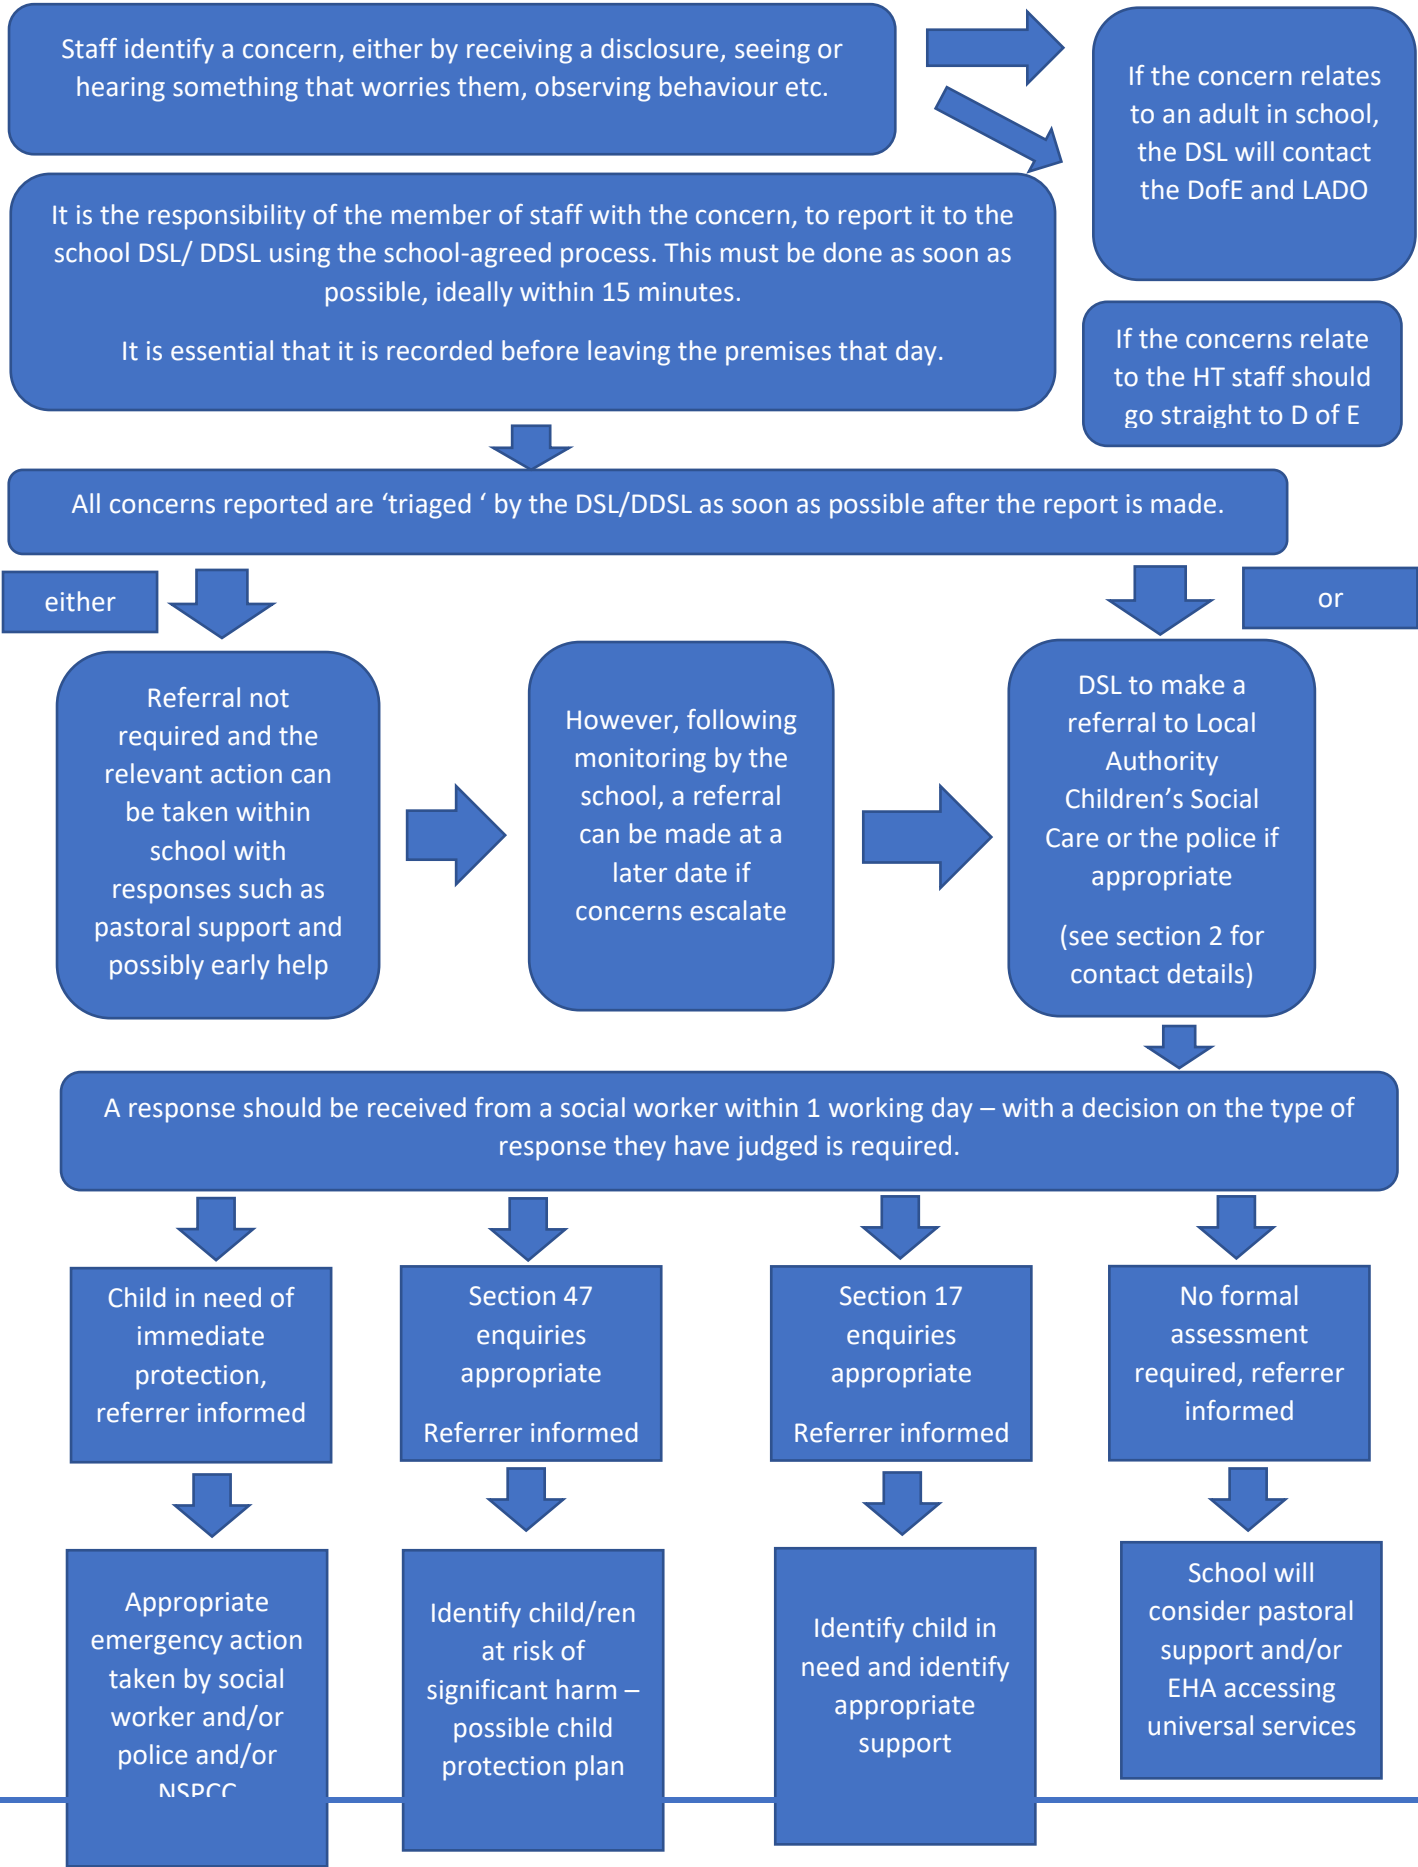 Staff identify a concern, either by receiving a disclosure, seeing or
hearing something that worries them, observing behaviour etc.
If the concern relates
to an adult in school,
the DSL will contact
the DofE and LADO
It is the responsibility of the member of staff with the concern, to report it to the
school DSL/ DDSL using the school-agreed process. This must be done as soon as
possible, ideally within 15 minutes.
It is essential that it is recorded before leaving the premises that day.
If the concerns relate
to the HT staff should
go straight to D of E
All concerns reported are ‘triaged ‘ by the DSL/DDSL as soon as possible after the report is made.
either
or
Referral not
required and the
relevant action can
be taken within
school with
responses such as
pastoral support and
possibly early help
However, following
monitoring by the
school, a referral
can be made at a
later date if
concerns escalate
DSL to make a
referral to Local
Authority
Children’s Social
Care or the police if
appropriate
(see section 2 for
contact details)
A response should be received from a social worker within 1 working day – with a decision on the type of
response they have judged is required.
Child in need of
immediate
protection,
referrer informed
Section 47
enquiries
appropriate
Referrer informed
Section 17
enquiries
appropriate
Referrer informed
No formal
assessment
required, referrer
informed
Appropriate
emergency action
taken by social
worker and/or
police and/or
NSPCC
Identify child/ren
at risk of
significant harm –
possible child
protection plan
Identify child in
need and identify
appropriate
support
School will
consider pastoral
support and/or
EHA accessing
universal services